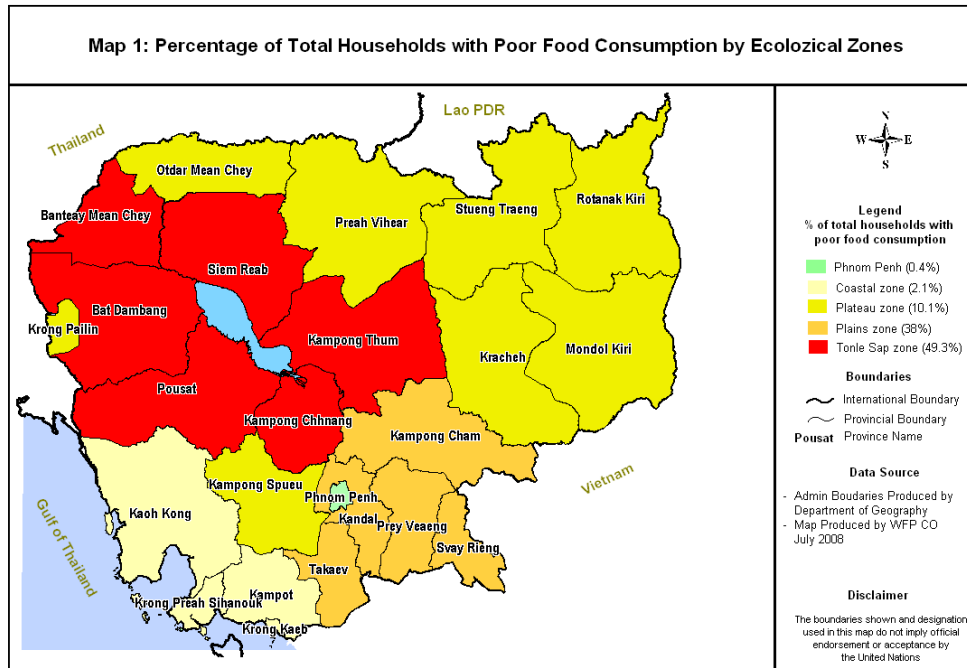 Map 1: Percentage of Total Households with Poor Food Consumption by Ecolozical Zones
Lao PDR
Thailand
Otdar Mean Chey
Rotanak Kiri
Stueng Traeng
Banteay Mean Chey
Preah Vihear
Siem Reab
Bat Dambang
Krong Pailin
Kampong Thum
Kracheh
Mondol Kiri
Pousat
Kampong Chhnang
Kampong Cham
Vietnam
Kampong Spueu
Phnom Penh
Kaoh Kong
Kandal
Prey Veaeng
Svay Rieng
Gulf of Thailand
Takaev
Krong Preah Sihanouk
Kampot
Krong Kaeb
N
W E
S
Legend
% of total households with
poor food consumption
Phnom Penh (0.4%)
Coastal zone (2.1%)
Plateau zone (10.1%)
Plains zone (38%)
Tonle Sap zone (49.3%)
Boundaries
International Boundary
Provincial Boundary
Pousat Province Name
Data Source
- Admin Boudaries Produced by
Department of Geography
- Map Produced by WFP CO
July 2008
Disclaimer
The boundaries shown and designation
used in this map do not imply official
endorsement or acceptance by
the United Nations